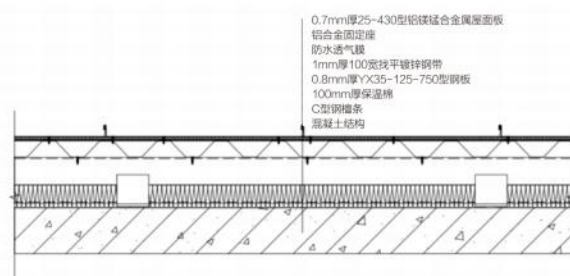 0.7mm厚25-430型铝镁锰合金属屋面板
铝合金固定座
防水透气膜
1mm厚100宽找平镀锌钢带
0.8mm厚YX35-125-750型钢板
100mm厚保温棉
C型钢檩条
混凝土结构